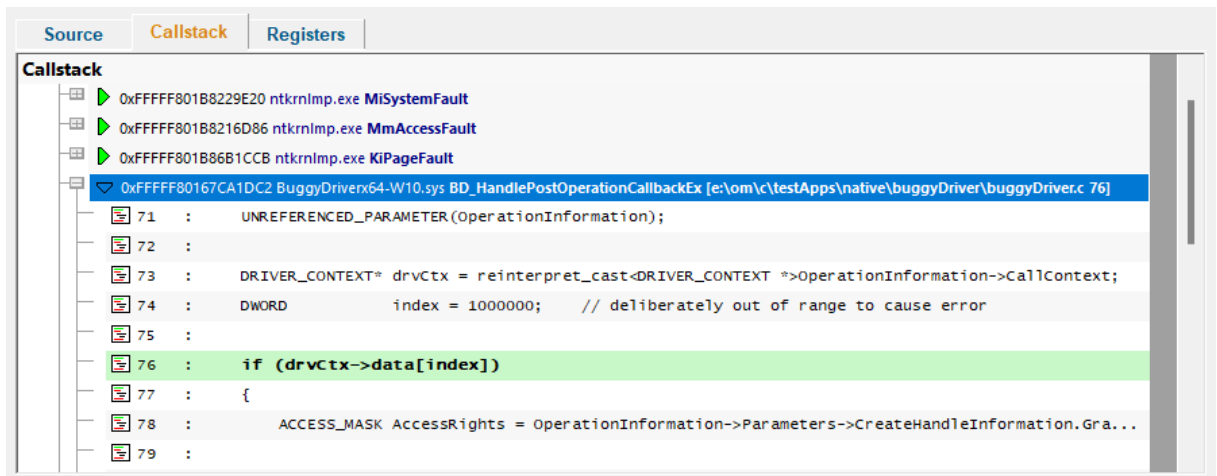 Source Callstack Registers
Callstack
0xFFFFF801B8229E20 ntkrnlmp.exe MiSystemFault
0xFFFFF801B8216D86 ntkrnlmp.exe MmAccessFault
0xFFFFF801B86B1CCB ntkrnlmp.exe KiPageFault
0xFFFFF80167CA1DC2 BuggyDriverx64-W10.sys BD_HandlePostOperationCallbackEx [e:\om\c\testApps\native\buggyDriver\buggyDriver.c 76]
71 : UNREFERENCED_PARAMETER(OperationInformation);
72 :
73 : DRIVER_CONTEXT* drvCtx = reinterpret_cast<DRIVER_CONTEXT *>OperationInformation->CallContext;
74 : DWORD index = 1000000; // deliberately out of range to cause error
75 :
76 : if (drvCtx->data[index])
77 : {
78 : ACCESS_MASK AccessRights = OperationInformation->Parameters->CreateHandleInformation.Gra...
79 :